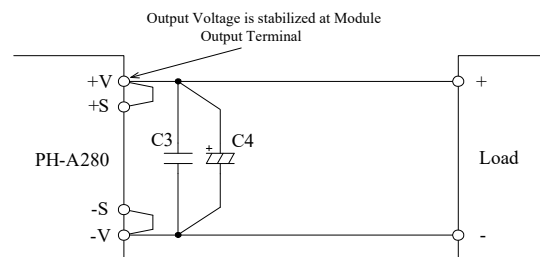 Output Voltage is stabilized at Module
Output Terminal
+V
+
+S
C3
+
C4
PH-A280
Load
-S
-V
-